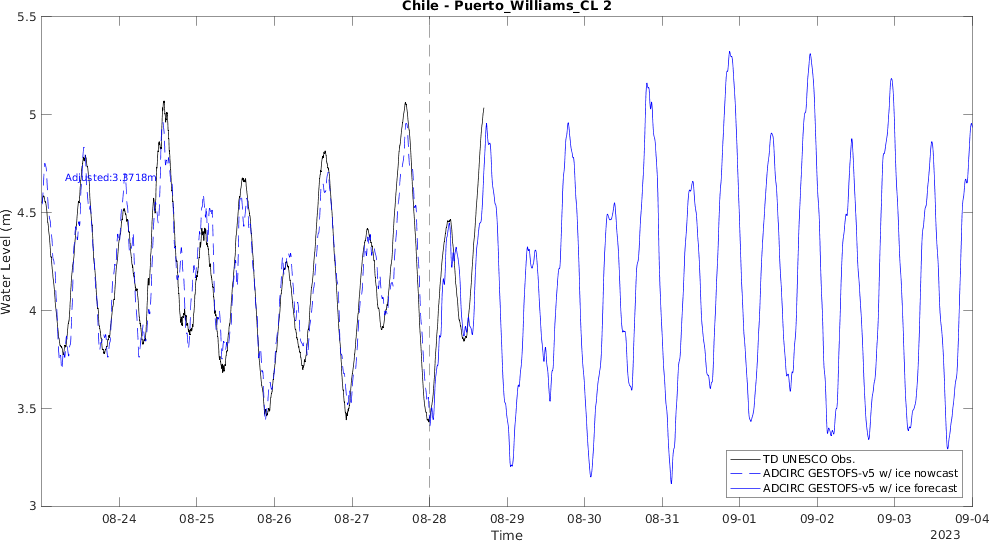 Chile - Puerto_Williams_CL 2
Water Level (m)
5.5
5
4.5
4
3.5
3
Adjusted:3.3718m
TD UNESCO Obs.
ADCIRC GESTOFS-v5 w/ ice nowcast
ADCIRC GESTOFS-v5 w/ ice forecast
08-24 08-25 08-26 08-27 08-28 08-29 08-30 08-31 09-01 09-02 09-03 09-04
Time
2023